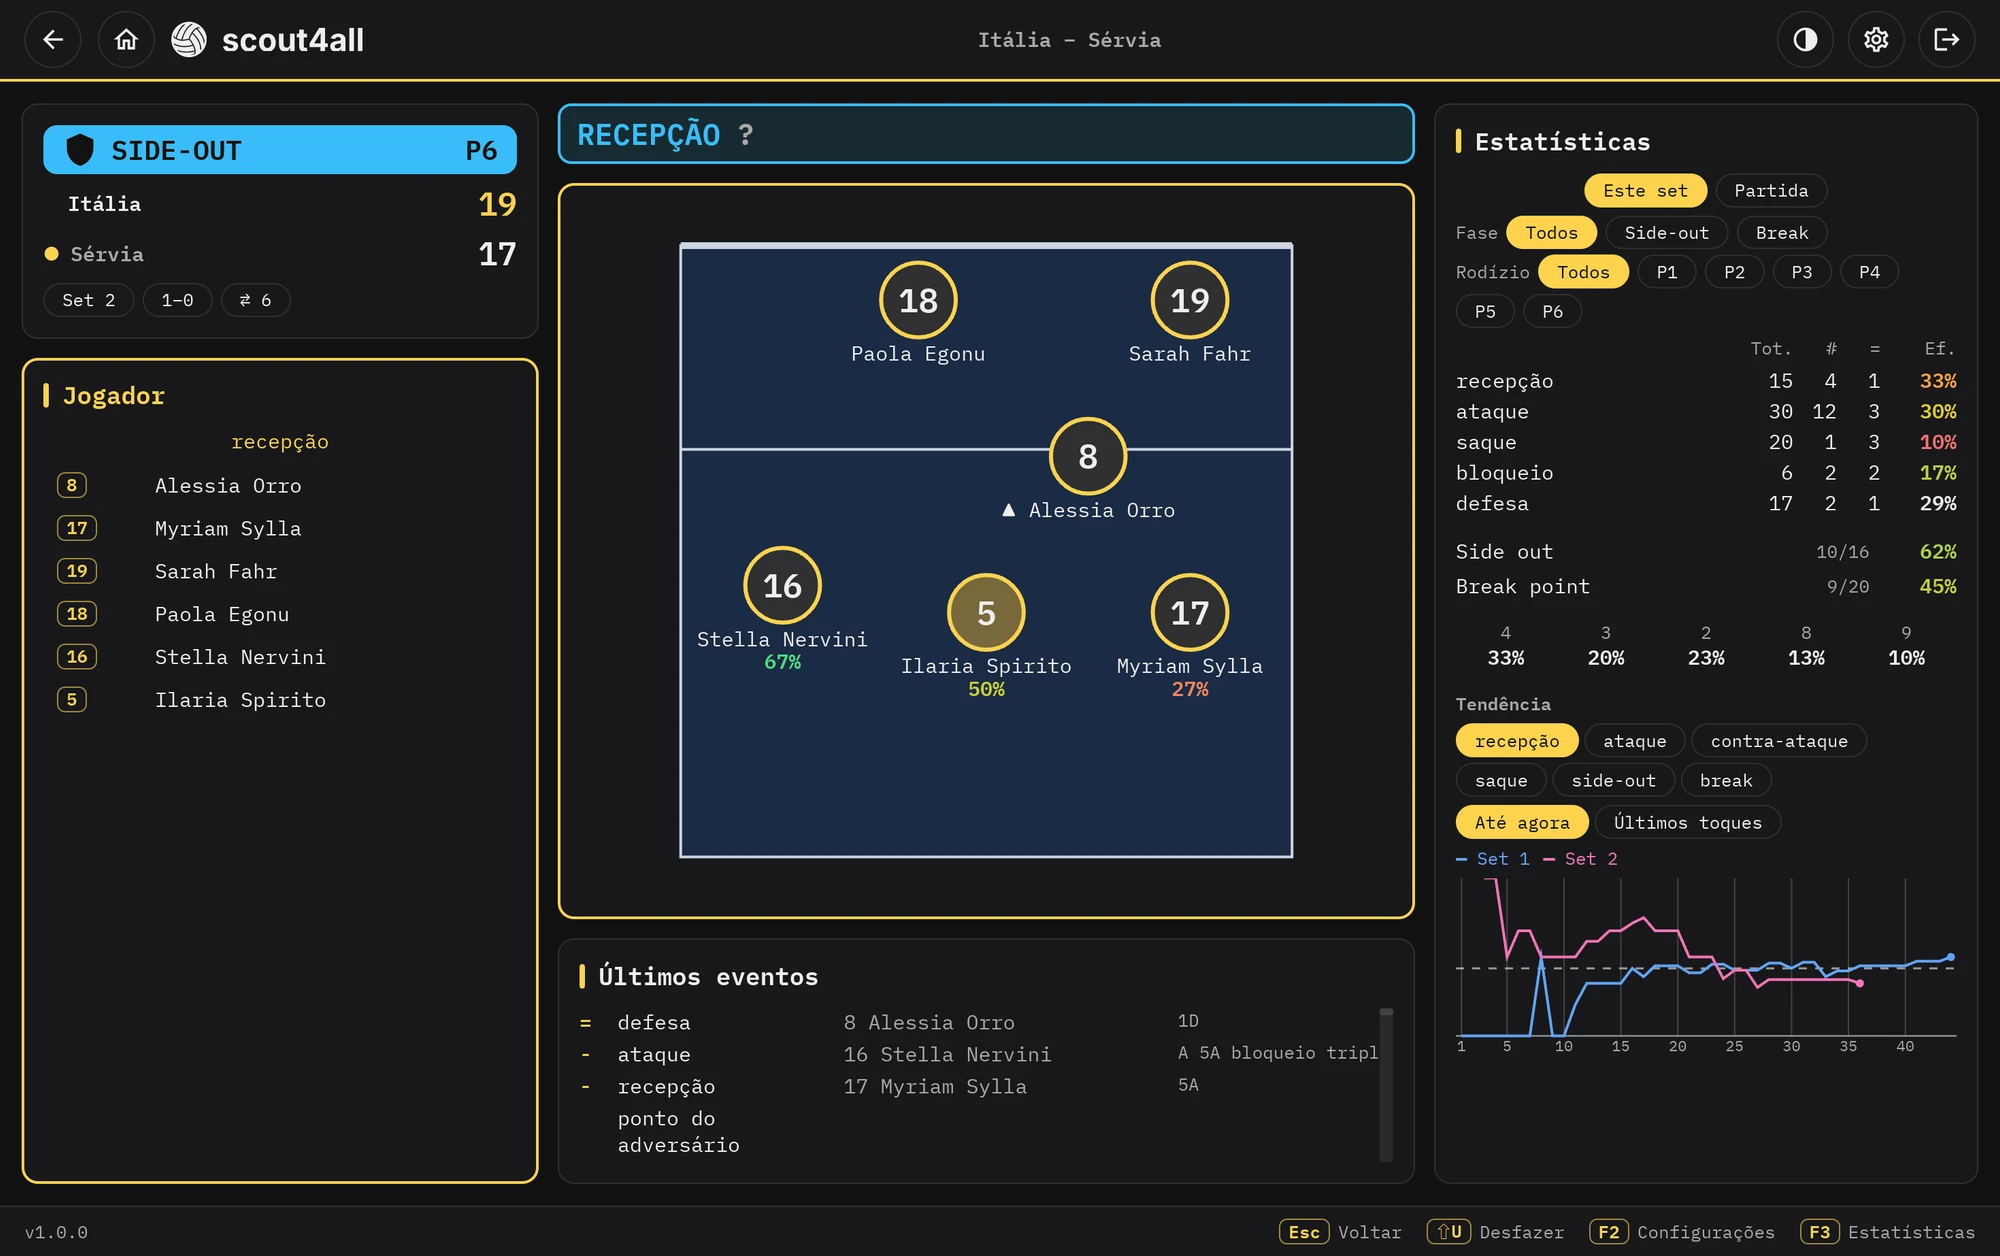 scout4all
Itália – Sérvia
SIDE-OUT P6
Itália 19
Sérvia 17
Set 2 1–0 ⇄ 6
Jogador
recepção
8 Alessia Orro
17 Myriam Sylla
19 Sarah Fahr
18 Paola Egonu
16 Stella Nervini
5 Ilaria Spirito
RECEPÇÃO ?
18 19
Paola Egonu Sarah Fahr
8
▲ Alessia Orro
16 5 17
Stella Nervini
67%
Ilaria Spirito Myriam Sylla
50% 27%
Últimos eventos
= defesa 8 Alessia Orro 1D
- ataque 16 Stella Nervini A 5A bloqueio tripl
- recepção 17 Myriam Sylla 5A
ponto do
adversário
Estatísticas
Este set Partida
Fase Todos Side-out Break
Rodízio Todos P1 P2 P3 P4
P5 P6
Tot. # = Ef.
recepção 15 4 1 33%
ataque 30 12 3 30%
saque 20 1 3 10%
bloqueio 6 2 2 17%
defesa 17 2 1 29%
Side out 10/16 62%
Break point 9/20 45%
4 3 2 8 9
33% 20% 23% 13% 10%
Tendência
recepção ataque contra-ataque
saque side-out break
Até agora Últimos toques
Set 1 Set 2
1 5 10 15 20 25 30 35 40
v1.0.0
Esc Voltar ⇧U Desfazer F2 Configurações F3 Estatísticas